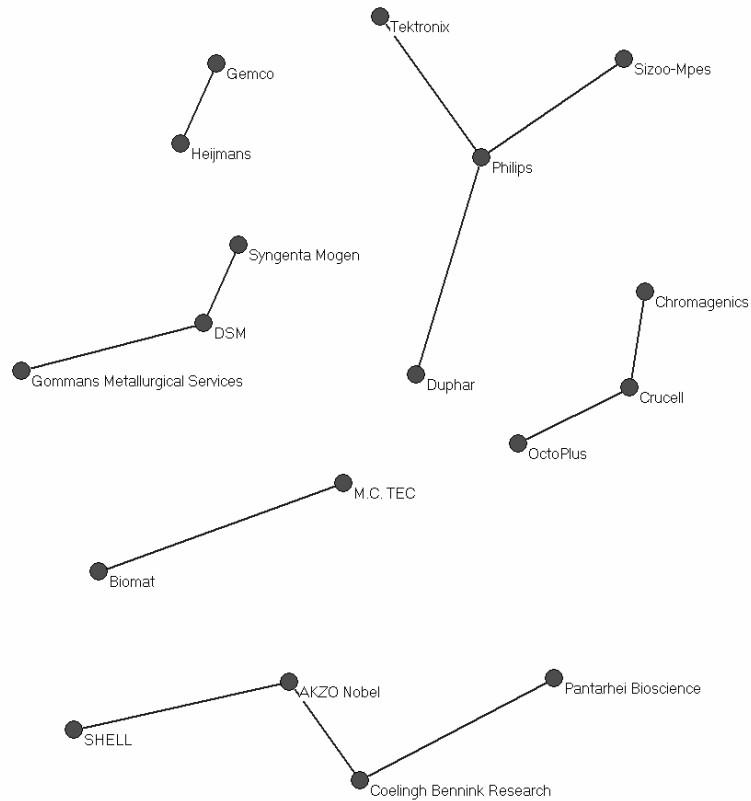 Tektronix
Gemco
Sizoo-Mpes
Heijmans
Philips
Syngenta Mogen
Chromagenics
DSM
Gommans Metallurgical Services
Duphar
Crucell
OctoPlus
M.C. TEC
Biomat
AKZO Nobel
Pantarhei Bioscience
SHELL
Coelingh Bennink Research